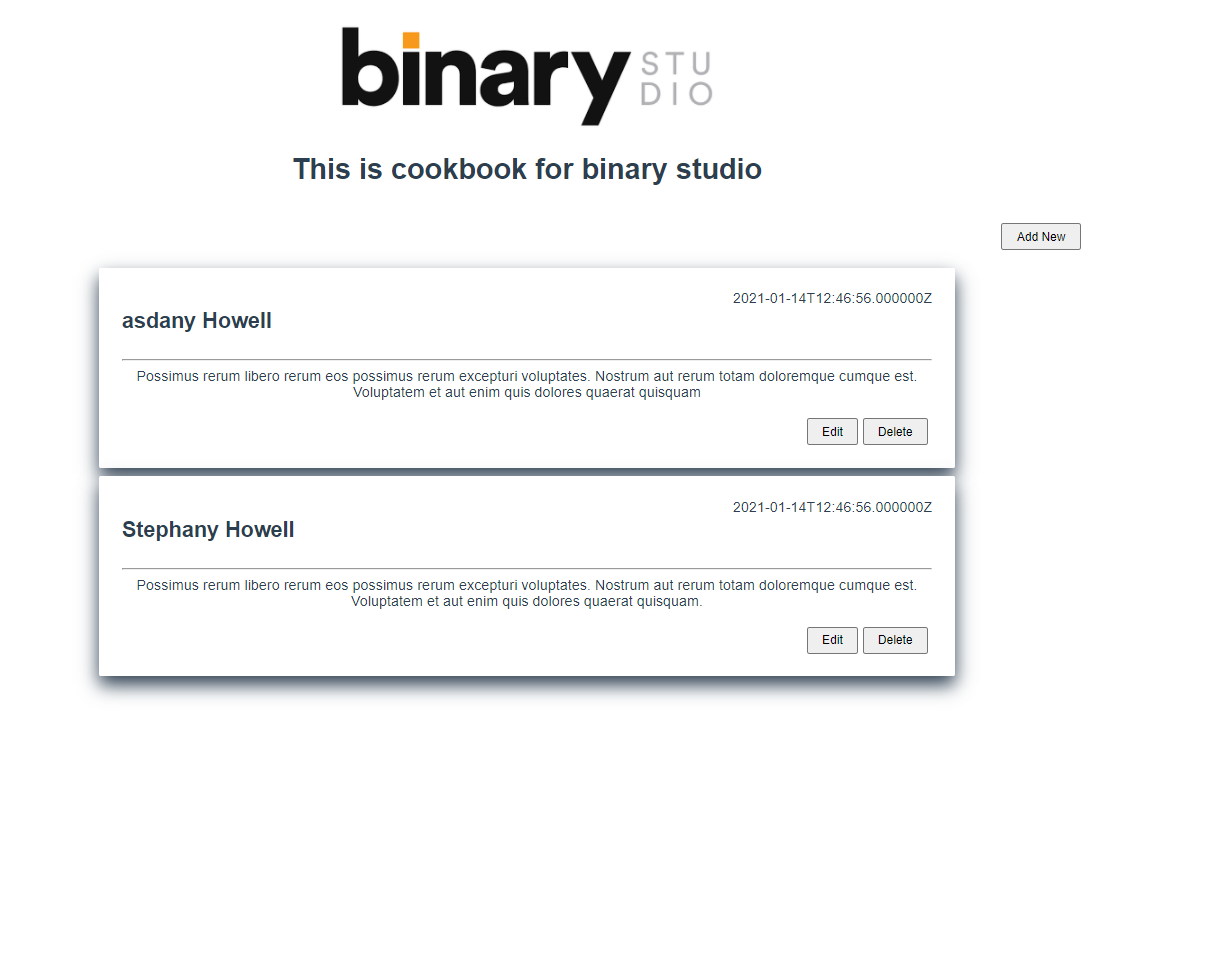 binary STU
DIO
This is cookbook for binary studio
Add New
2021-01-14T12:46:56.000000Z
asdany Howell
Possimus rerum libero rerum eos possimus rerum excepturi voluptates. Nostrum aut rerum totam doloremque cumque est.
Voluptatem et aut enim quis dolores quaerat quisquam
Edit Delete
2021-01-14T12:46:56.000000Z
Stephany Howell
Possimus rerum libero rerum eos possimus rerum excepturi voluptates. Nostrum aut rerum totam doloremque cumque est.
Voluptatem et aut enim quis dolores quaerat quisquam.
Edit Delete